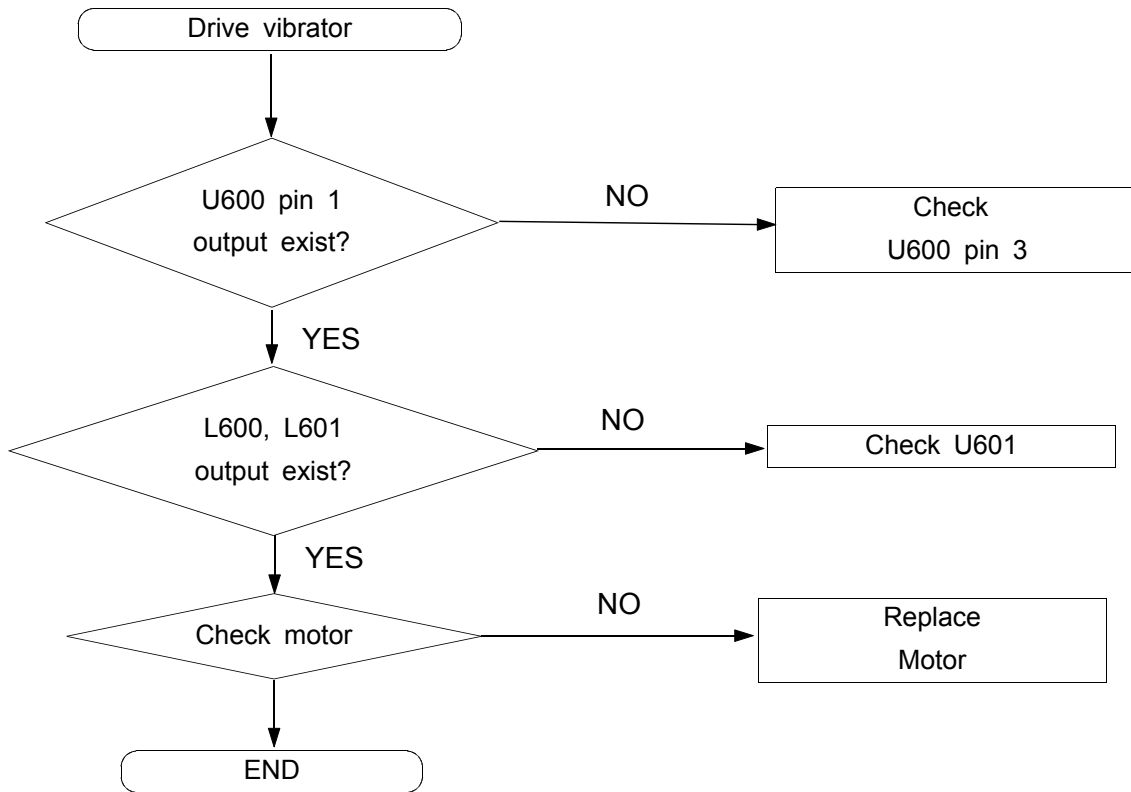 Drive vibrator
U600 pin 1
output exist?
NO
Check
U600 pin 3
YES
L600, L601
output exist?
NO
Check U601
YES
Check motor
NO
Replace
Motor
END